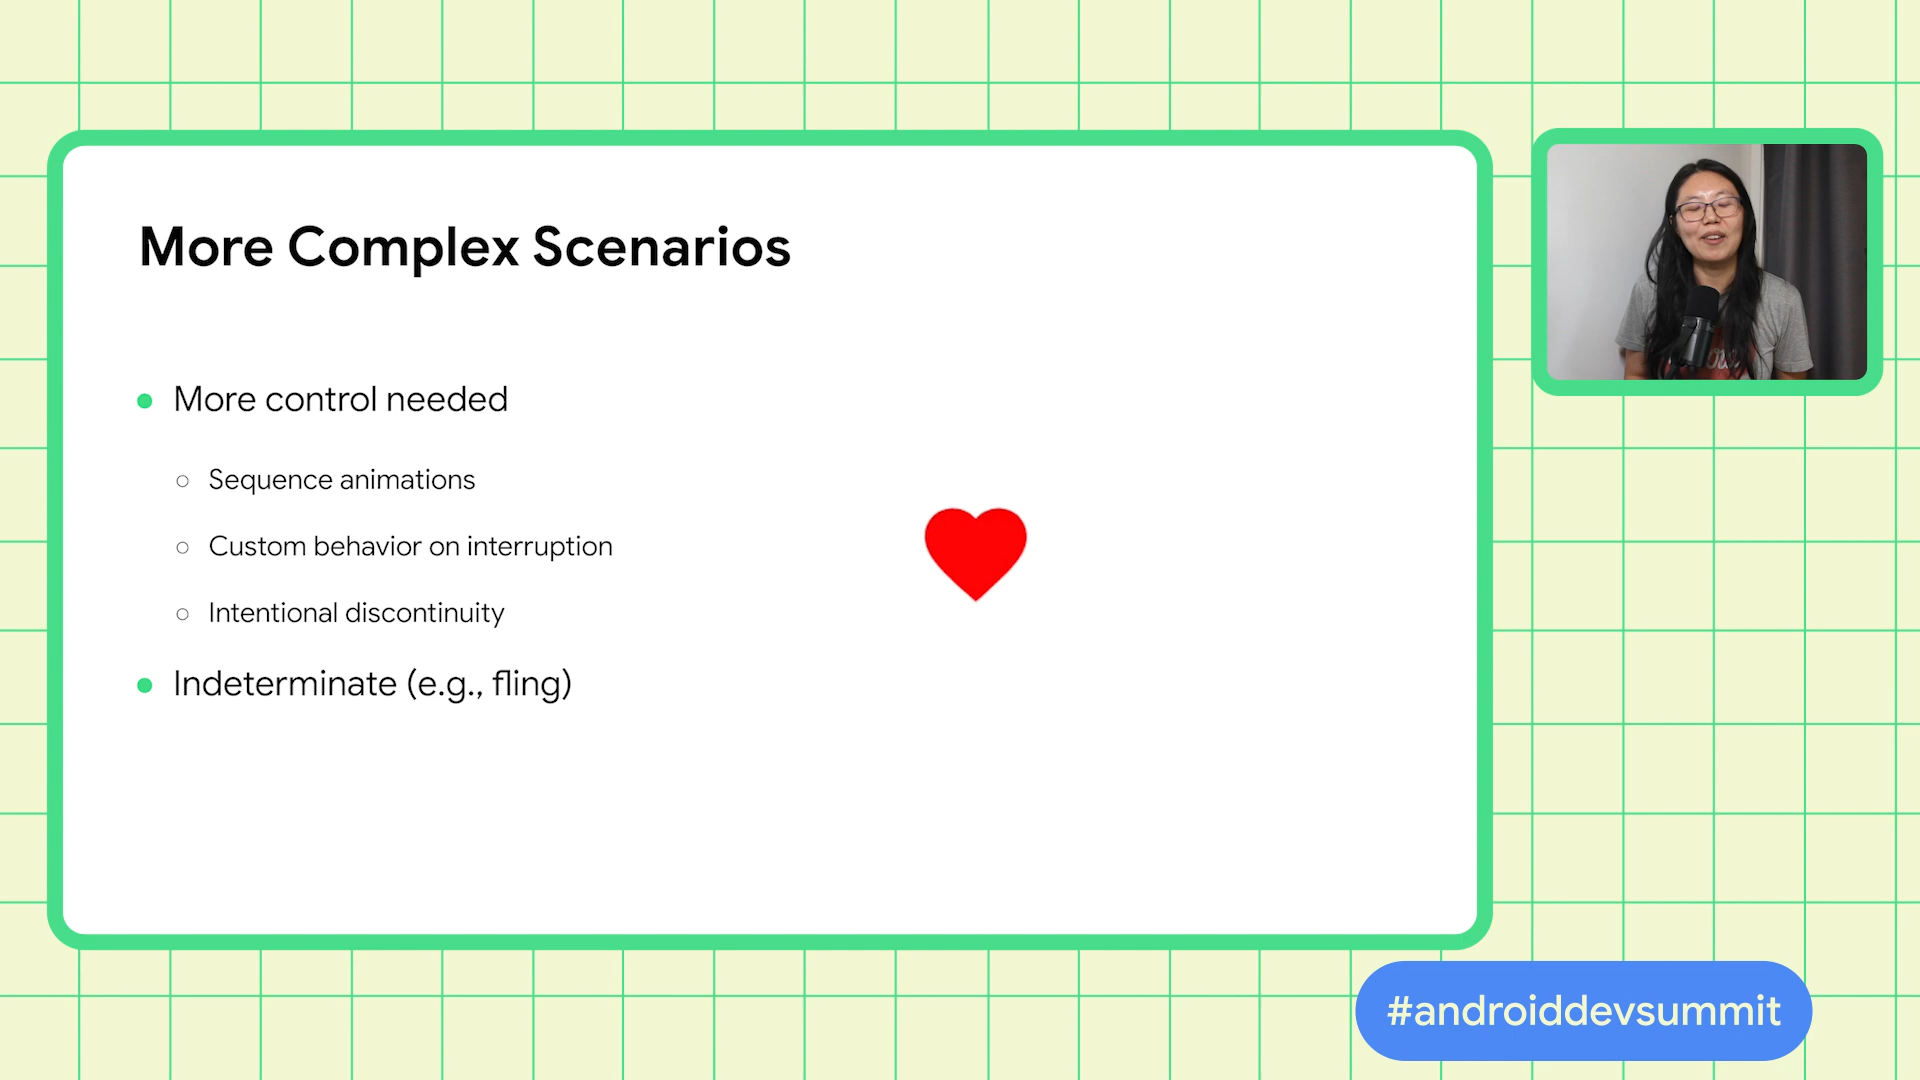 More Complex Scenarios
More control needed
Sequence animations
Custom behavior on interruption
Intentional discontinuity
Indeterminate (e.g., fling)
#androiddevsummit